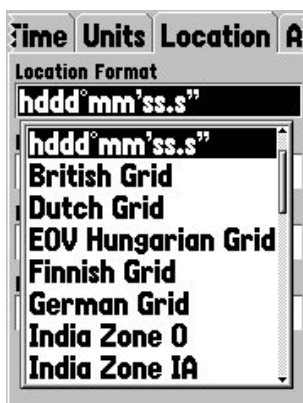 Time Units Location A
Location Format
hddd°mm'ss.s"
hddd°mm'ss.s"
British Grid
Dutch Grid
EOV Hungarian Grid
Finnish Grid
German Grid
India Zone 0
India Zone IA